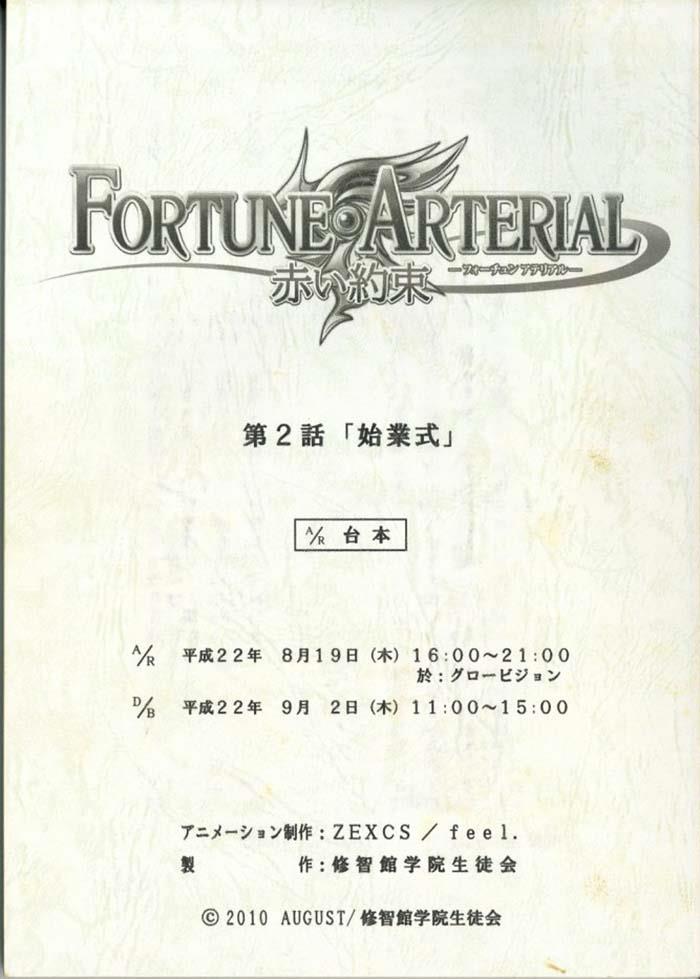 FORTUNE ARTERIAL
―フォーチュンアテリアル―
赤い約束
第２話「始業式」
A/R 台本
A/R 平成２２年 ８月１９日（木）１６:００～２１:００
於：グロービジョン
D/B 平成２２年 ９月 ２日（木）１１:００～１５:００
アニメーション制作：ＺＥＸＣＳ／ｆｅｅｌ．
製作：修智館学院生徒会
©2010 AUGUST/修智館学院生徒会